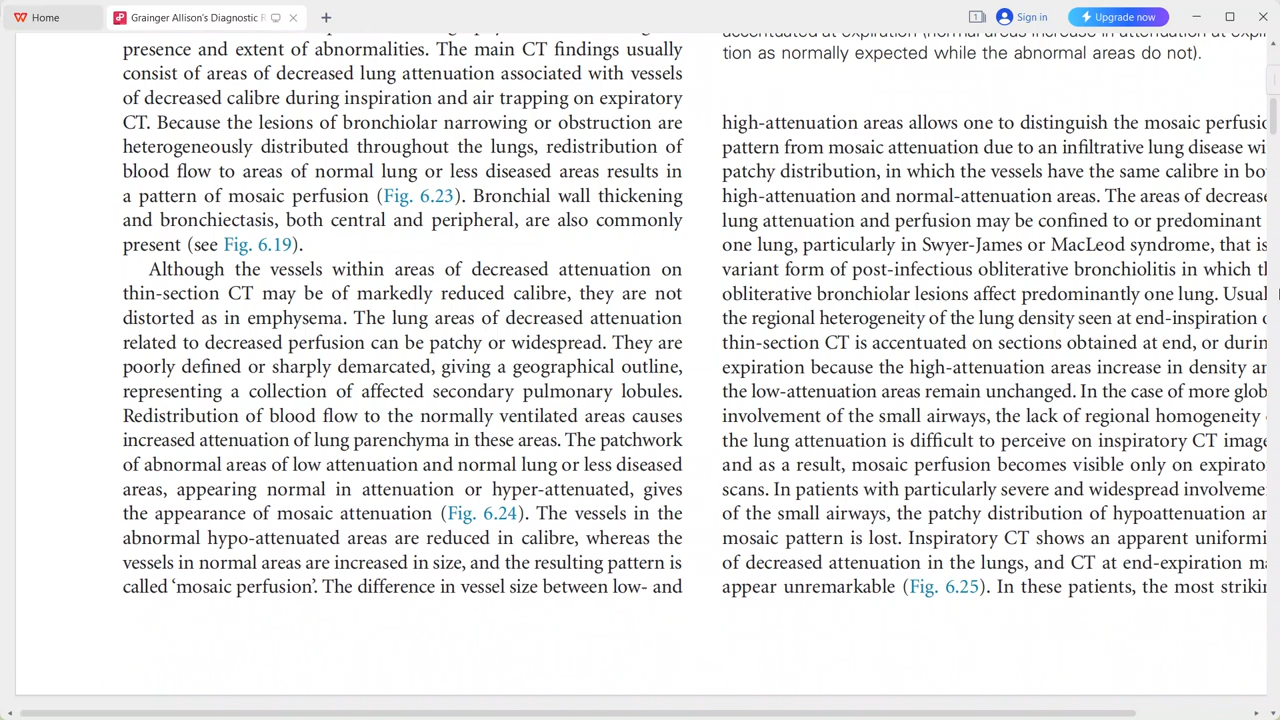 Home
Grainger Allison's Diagnostic R
1
Sign in
Upgrade now
presence and extent of abnormalities. The main CT findings usually
consist of areas of decreased lung attenuation associated with vessels
of decreased calibre during inspiration and air trapping on expiratory
CT. Because the lesions of bronchiolar narrowing or obstruction are
heterogeneously distributed throughout the lungs, redistribution of
blood flow to areas of normal lung or less diseased areas results in
a pattern of mosaic perfusion (Fig. 6.23). Bronchial wall thickening
and bronchiectasis, both central and peripheral, are also commonly
present (see Fig. 6.19).
Although the vessels within areas of decreased attenuation on
thin-section CT may be of markedly reduced calibre, they are not
distorted as in emphysema. The lung areas of decreased attenuation
related to decreased perfusion can be patchy or widespread. They are
poorly defined or sharply demarcated, giving a geographical outline,
representing a collection of affected secondary pulmonary lobules.
Redistribution of blood flow to the normally ventilated areas causes
increased attenuation of lung parenchyma in these areas. The patchwork
of abnormal areas of low attenuation and normal lung or less diseased
areas, appearing normal in attenuation or hyper-attenuated, gives
the appearance of mosaic attenuation (Fig. 6.24). The vessels in the
abnormal hypo-attenuated areas are reduced in calibre, whereas the
vessels in normal areas are increased in size, and the resulting pattern is
called ‘mosaic perfusion’. The difference in vessel size between low- and
accentuated at expiration (normal areas increase in attenuation at expir
tion as normally expected while the abnormal areas do not).
high-attenuation areas allows one to distinguish the mosaic perfusio
pattern from mosaic attenuation due to an infiltrative lung disease wi
patchy distribution, in which the vessels have the same calibre in bo
high-attenuation and normal-attenuation areas. The areas of decrease
lung attenuation and perfusion may be confined to or predominant
one lung, particularly in Swyer-James or MacLeod syndrome, that is
variant form of post-infectious obliterative bronchiolitis in which th
obliterative bronchiolar lesions affect predominantly one lung. Usual
the regional heterogeneity of the lung density seen at end-inspiration o
thin-section CT is accentuated on sections obtained at end, or durin
expiration because the high-attenuation areas increase in density an
the low-attenuation areas remain unchanged. In the case of more glob
involvement of the small airways, the lack of regional homogeneity
the lung attenuation is difficult to perceive on inspiratory CT image
and as a result, mosaic perfusion becomes visible only on expirato
scans. In patients with particularly severe and widespread involveme
of the small airways, the patchy distribution of hypoattenuation an
mosaic pattern is lost. Inspiratory CT shows an apparent uniformi
of decreased attenuation in the lungs, and CT at end-expiration ma
appear unremarkable (Fig. 6.25). In these patients, the most strikin